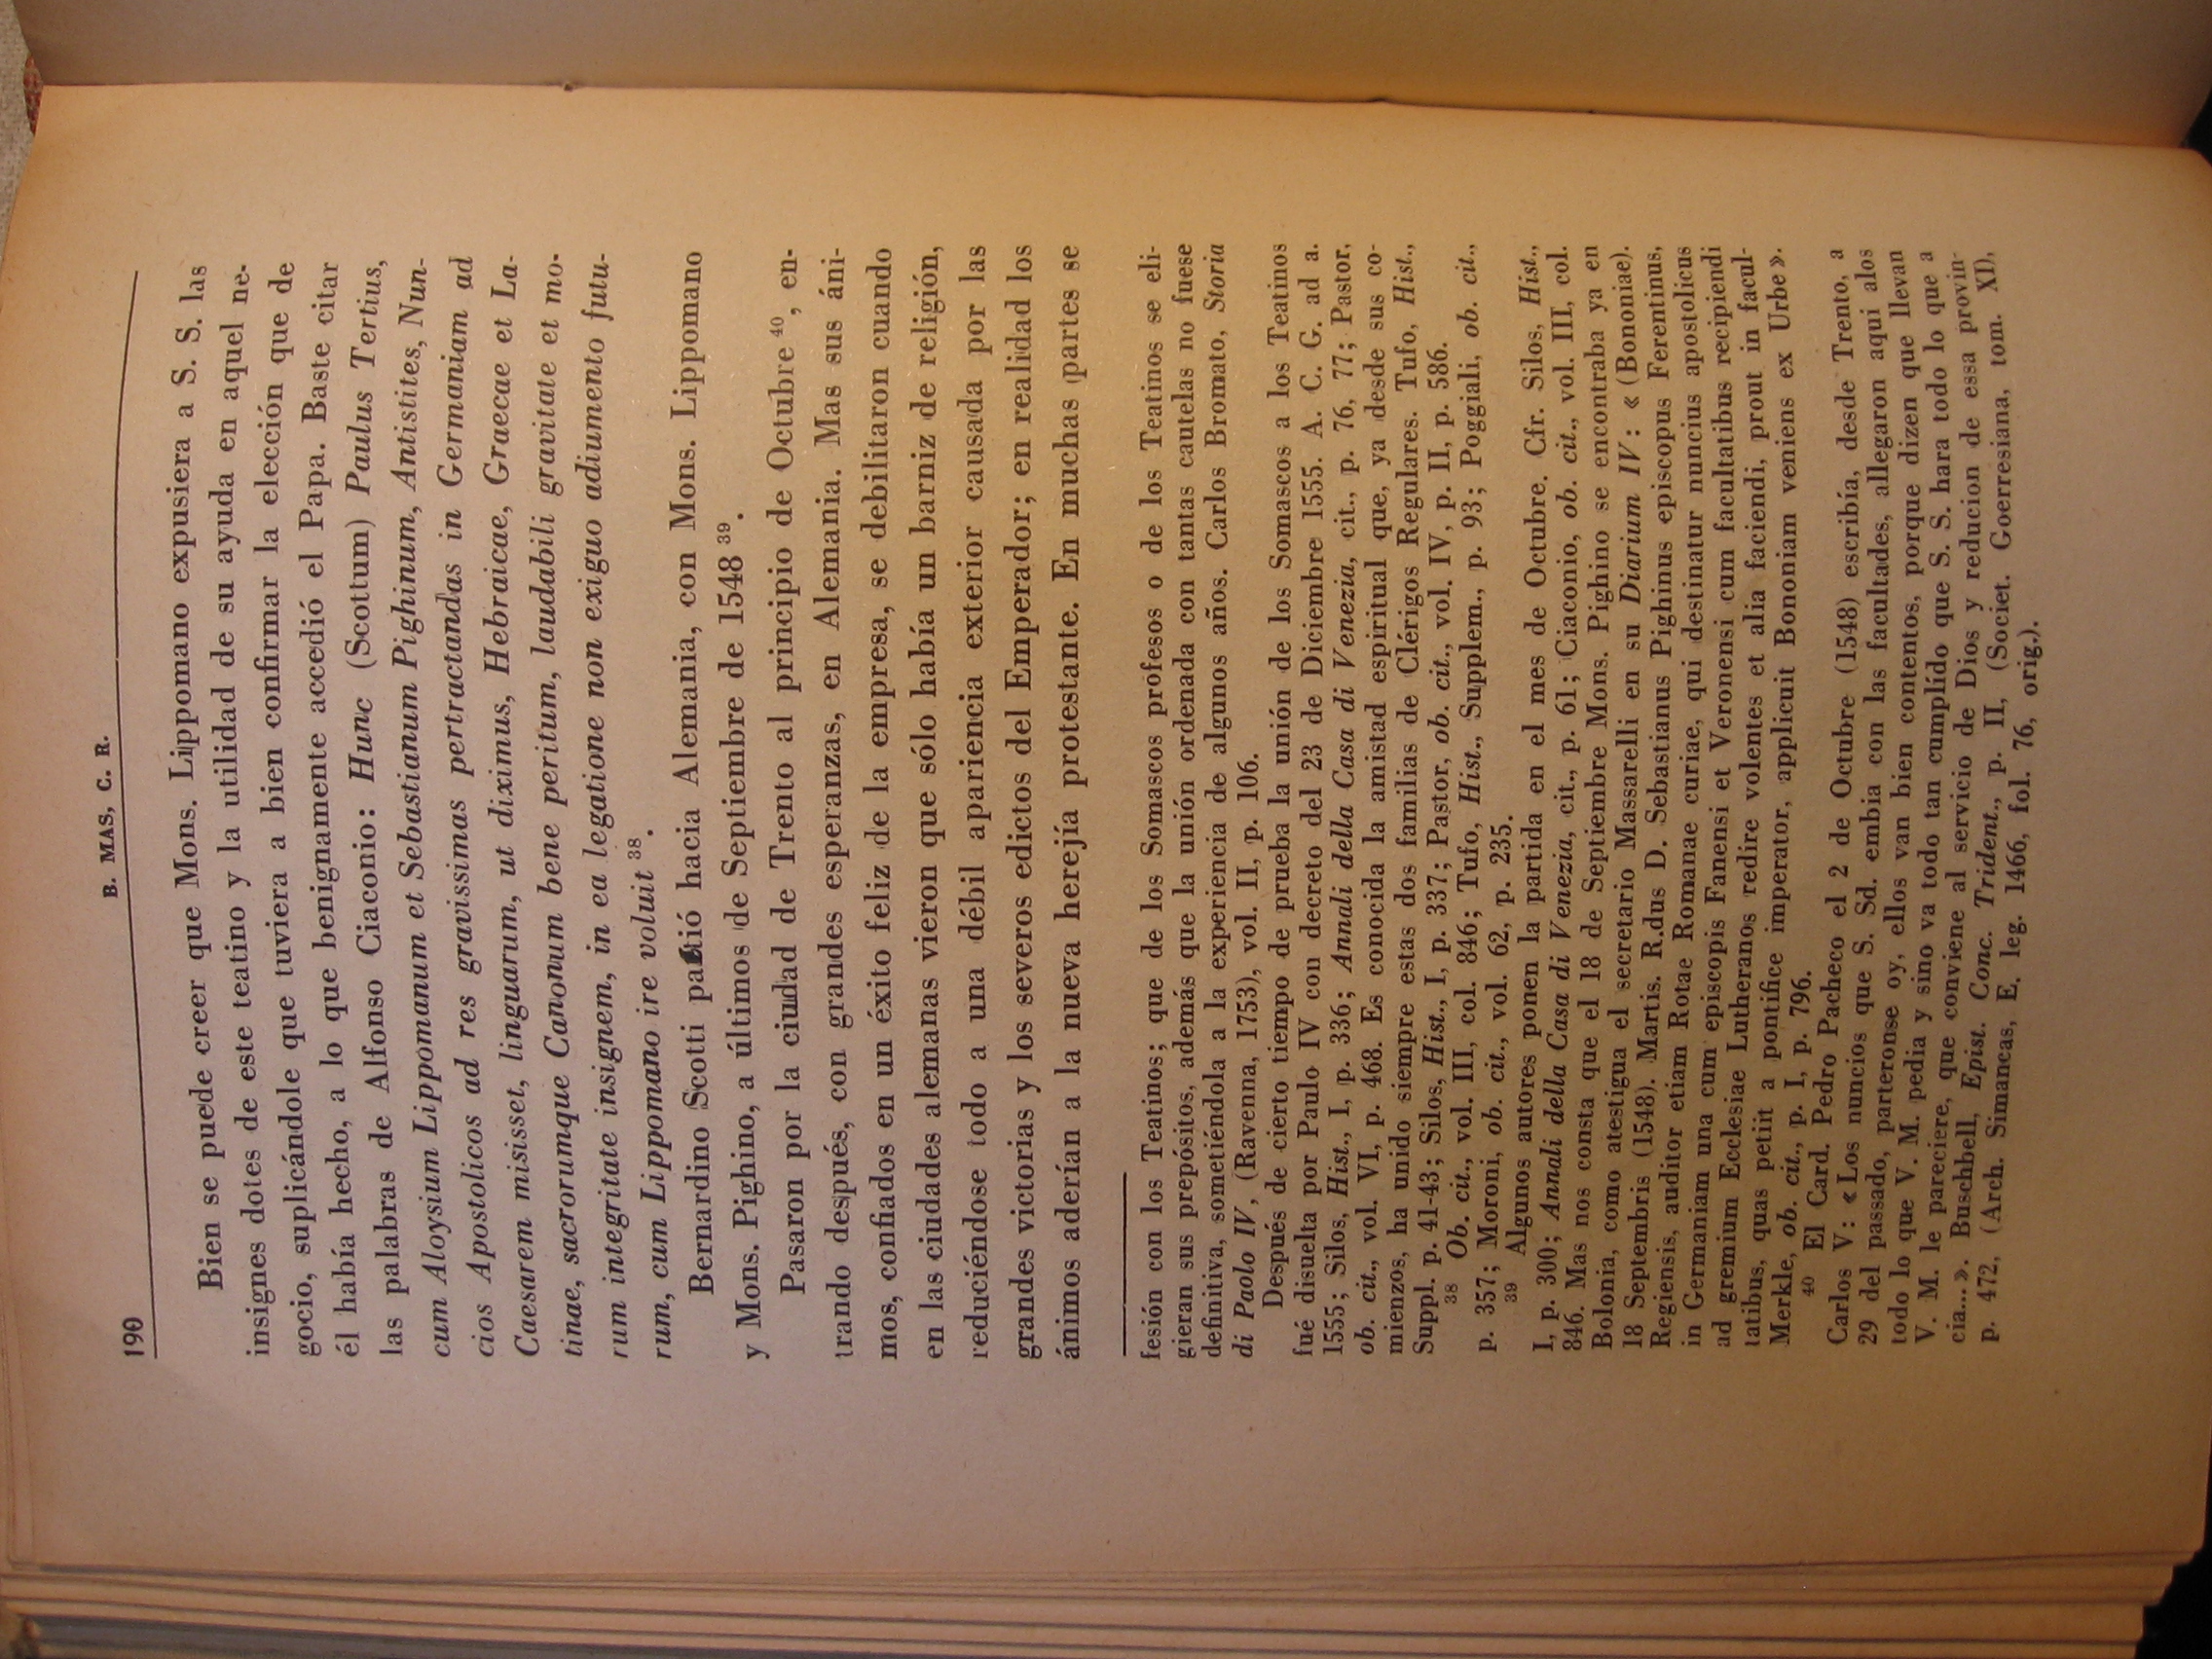 190
B. MAS, C. R.
Bien se puede creer que Mons. Lippomano expusiera a S. S. las
insignes dotes de este teatino y la utilidad de su ayuda en aquel ne-
gocio, suplicándole que tuviera a bien confirmar la elección que de
él había hecho, a lo que benignamente accedió el Papa. Baste citar
las palabras de Alfonso Ciaconio: Hunc (Scottum) Paulus Tertius,
cum Aloysium Lippomanum et Sebastianum Pighinum, Antistites, Nun-
cios Apostolicos ad res gravissimas pertractandas in Germaniam ad
Caesarem misisset, linguarum, ut diximus, Hebraicae, Graecae et La-
tinae, sacrorumque Canonum bene peritum, laudabili gravitate et mo-
rum integritate insignem, in ea legatione non exiguo adiumento futu-
rum, cum Lippomano ire voluit 38.
Bernardino Scotti partió hacia Alemania, con Mons. Lippomano
y Mons. Pighino, a últimos de Septiembre de 1548 39.
Pasaron por la ciudad de Trento al principio de Octubre 40, en-
trando después, con grandes esperanzas, en Alemania. Mas sus áni-
mos, confiados en un éxito feliz de la empresa, se debilitaron cuando
en las ciudades alemanas vieron que sólo había un barniz de religión,
reduciéndose todo a una débil apariencia exterior causada por las
grandes victorias y los severos edictos del Emperador; en realidad los
ánimos aderían a la nueva herejía protestante. En muchas partes se
fesión con los Teatinos; que de los Somascos profesos o de los Teatinos se eli-
gieran sus prepósitos, además que la unión ordenada con tantas cautelas no fuese
definitiva, sometiéndola a la experiencia de algunos años. Carlos Bromato, Storia
di Paolo IV, (Ravenna, 1753), vol. II, p. 106.
Después de cierto tiempo de prueba la unión de los Somascos a los Teatinos
fué disuelta por Paulo IV con decreto del 23 de Diciembre 1555. A. C. G. ad a.
1555; Silos, Hist., I, p. 336; Annali della Casa di Venezia, cit., p. 76, 77; Pastor,
ob. cit., vol. VI, p. 468. Es conocida la amistad espiritual que, ya desde sus co-
mienzos, ha unido siempre estas dos familias de Clérigos Regulares. Tufo, Hist.,
Suppl. p. 41-43; Silos, Hist., I, p. 337; Pastor, ob. cit., vol. IV, p. II, p. 586.
38 Ob. cit., vol. III, col. 846; Tufo, Hist., Supplem., p. 93; Poggiali, ob. cit.,
p. 357; Moroni, ob. cit., vol. 62, p. 235.
39 Algunos autores ponen la partida en el mes de Octubre. Cfr. Silos, Hist.,
I, p. 300; Annali della Casa di Venezia, cit., p. 61; Ciaconio, ob. cit., vol. III, col.
846. Mas nos consta que el 18 de Septiembre Mons. Pighino se encontraba ya en
Bolonia, como atestigua el secretario Massarelli en su Diarium IV: « (Bononiae).
18 Septembris (1548). Martis. R.dus D. Sebastianus Pighinus episcopus Ferentinus,
Regiensis, auditor etiam Rotae Romanae curiae, qui destinatur nuncius apostolicus
in Germaniam una cum episcopis Fanensi et Veronensi cum facultatibus recipiendi
ad gremium Ecclesiae Lutheranos redire volentes et alia faciendi, prout in facul-
tatibus, quas petiit a pontifice imperator, applicuit Bononiam veniens ex Urbe ».
Merkle, ob. cit., p. I, p. 796.
40 El Card. Pedro Pacheco el 2 de Octubre (1548) escribía, desde Trento, a
Carlos V: « Los nuncios que S. Sd. embia con las facultades, allegaron aqui alos
29 del passado, parteronse oy, ellos van bien contentos, porque dizen que llevan
todo lo que V. M. pedia y sino va todo tan cumplido que S. S. hara todo lo que a
V. M. le pareciere, que conviene al servicio de Dios y reducion de essa provin-
cia... ». Buschbell, Epist. Conc. Trident., p. II, (Societ. Goerresiana, tom. XI),
p. 472, (Arch. Simancas, E. leg. 1466, fol. 76, orig.).